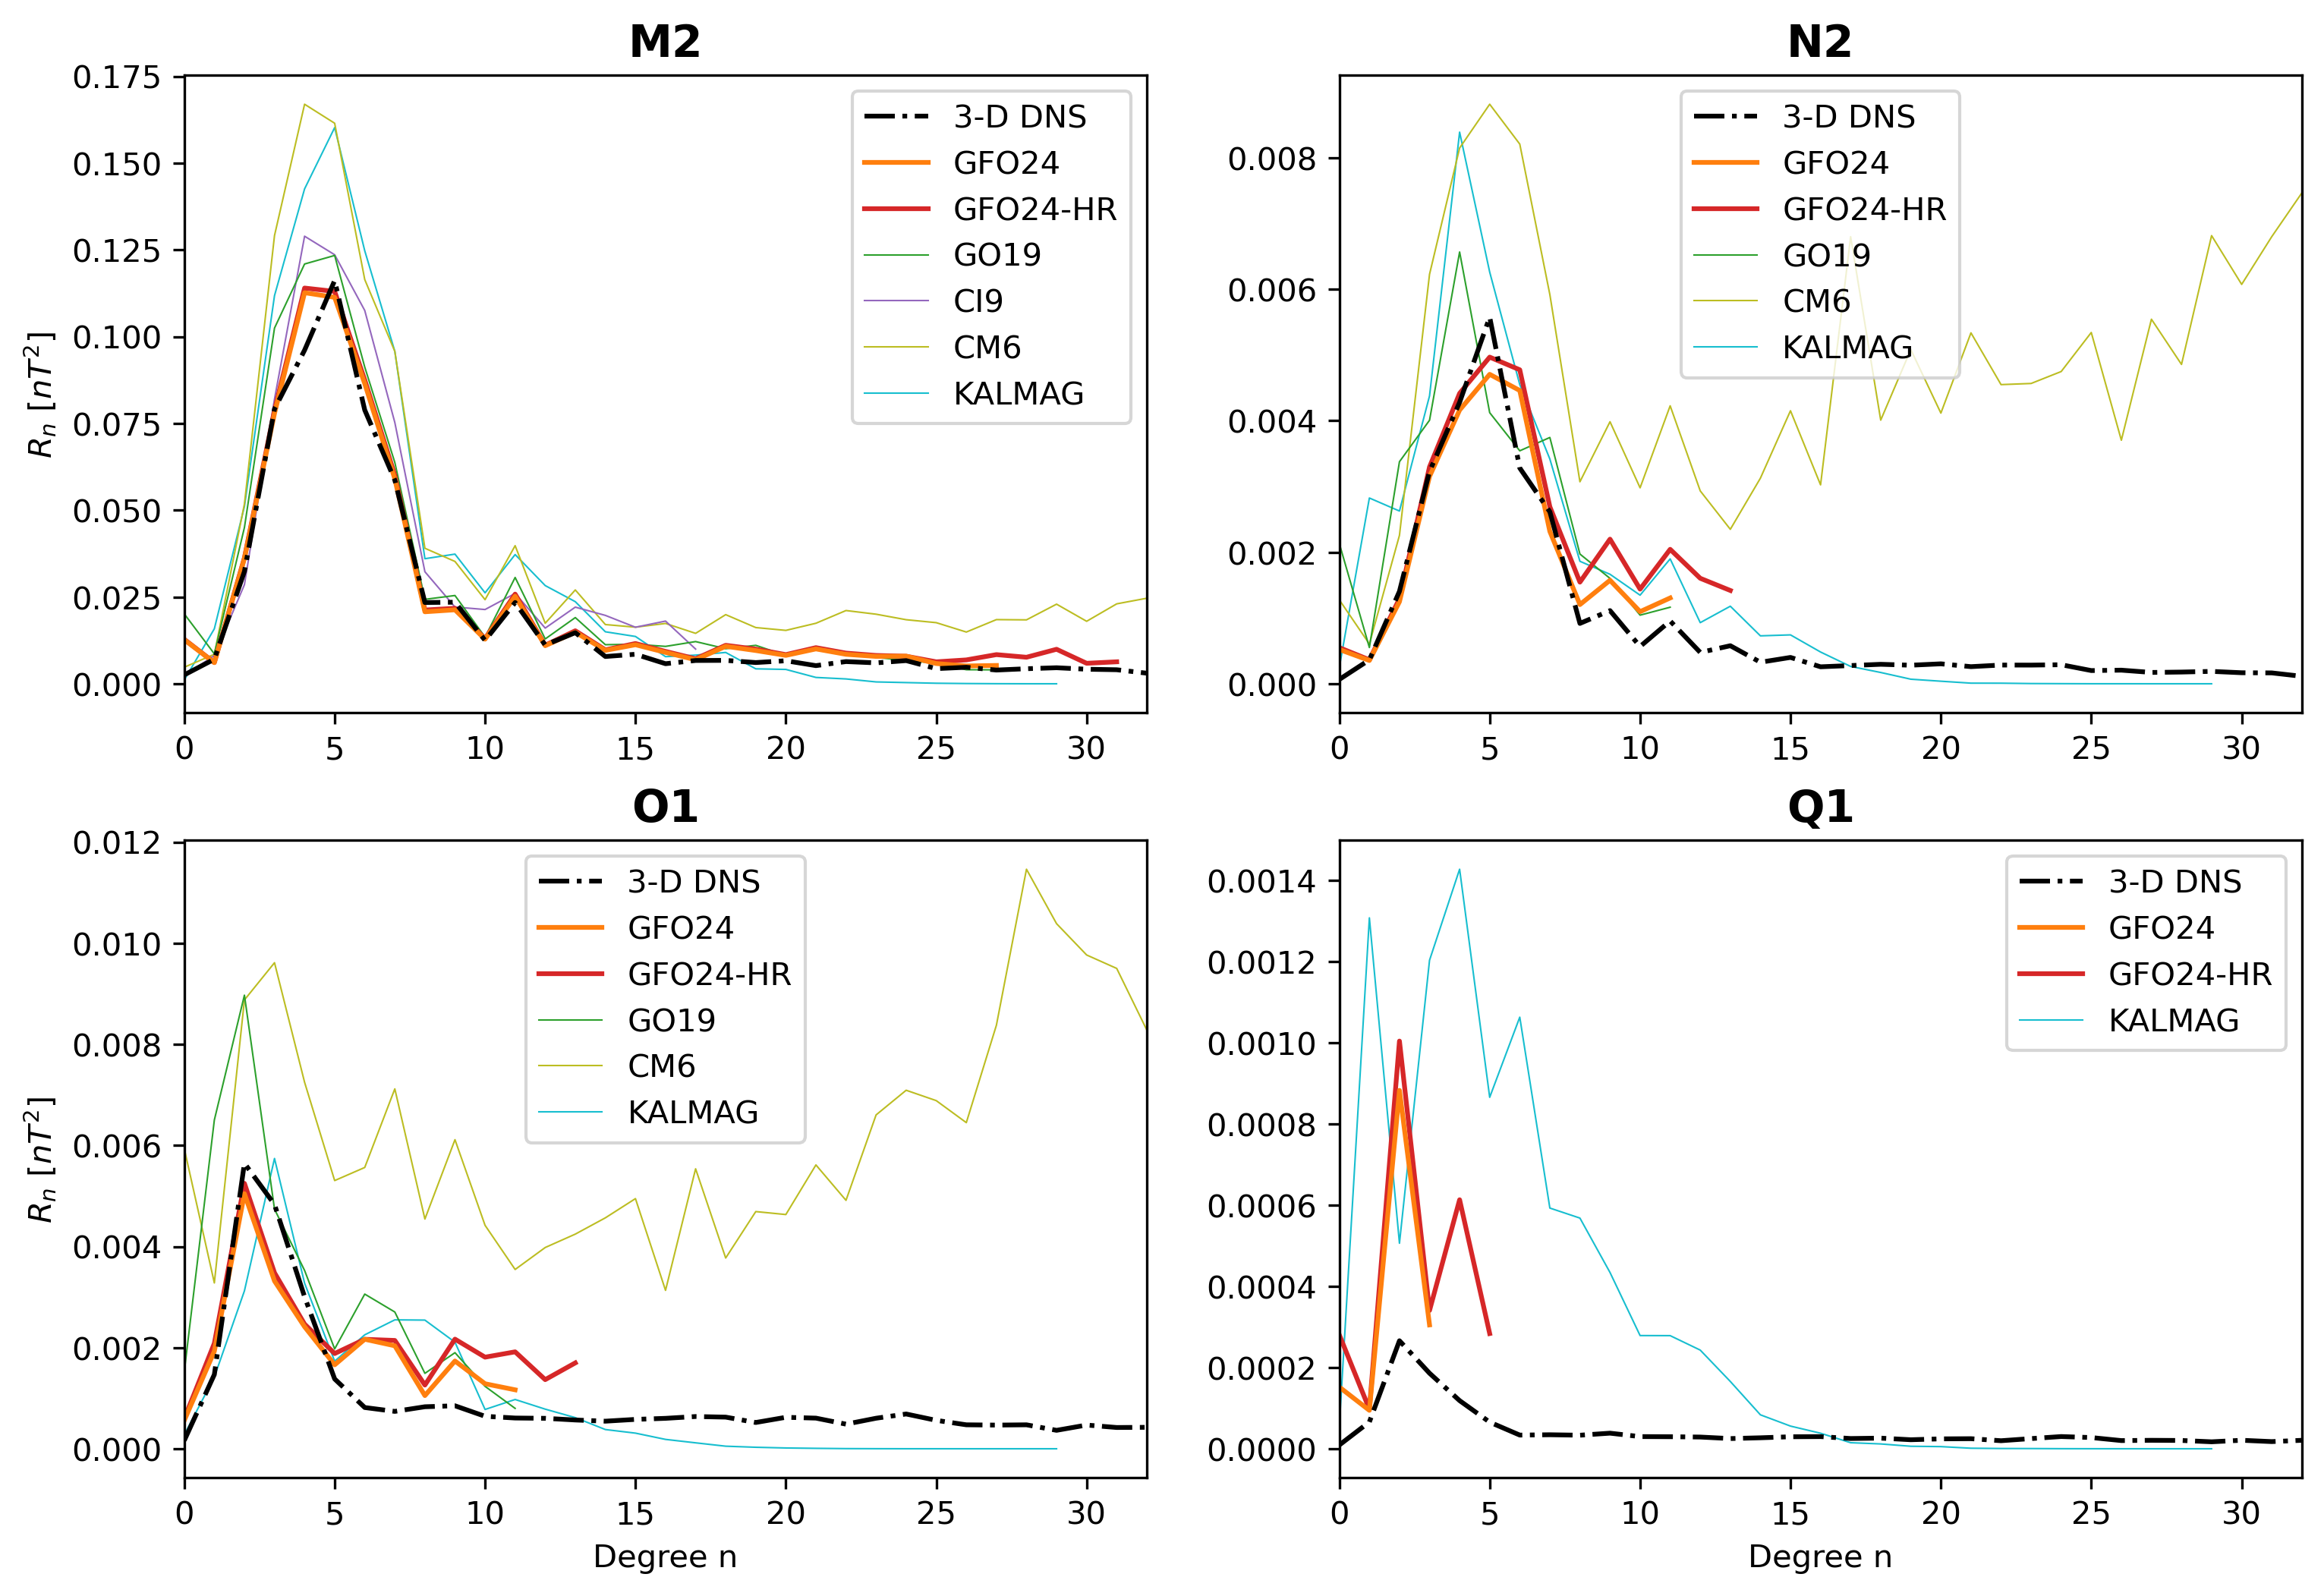 M2
0.175
0.150
0.125
0.100
0.075
0.050
0.025
0.000
R_n [nT^2]
0
5
10
15
20
25
30
3-D DNS
GFO24
GFO24-HR
GO19
CI9
CM6
KALMAG
N2
0.008
0.006
0.004
0.002
0.000
0
5
10
15
20
25
30
3-D DNS
GFO24
GFO24-HR
GO19
CM6
KALMAG
O1
0.012
0.010
0.008
0.006
0.004
0.002
0.000
R_n [nT^2]
0
5
10
15
20
25
30
Degree n
3-D DNS
GFO24
GFO24-HR
GO19
CM6
KALMAG
Q1
0.0014
0.0012
0.0010
0.0008
0.0006
0.0004
0.0002
0.0000
0
5
10
15
20
25
30
Degree n
3-D DNS
GFO24
GFO24-HR
KALMAG